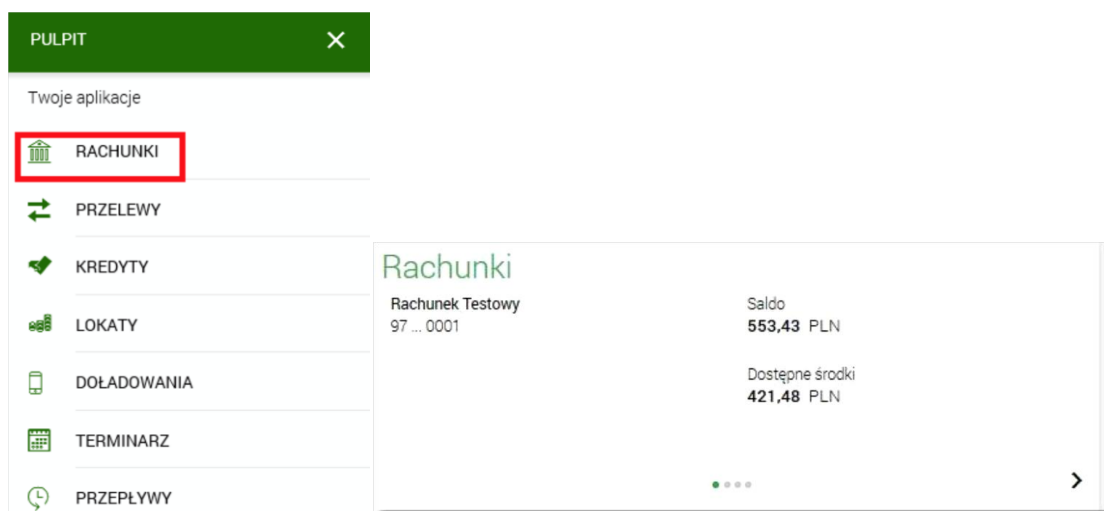 PULPIT
Twoje aplikacje
RACHUNKI
PRZELEWY
KREDYTY
LOKATY
DOŁADOWANIA
TERMINARZ
PRZEPŁYWY
Rachunki
Rachunek Testowy
97 ... 0001
Saldo
553,43 PLN
Dostępne środki
421,48 PLN